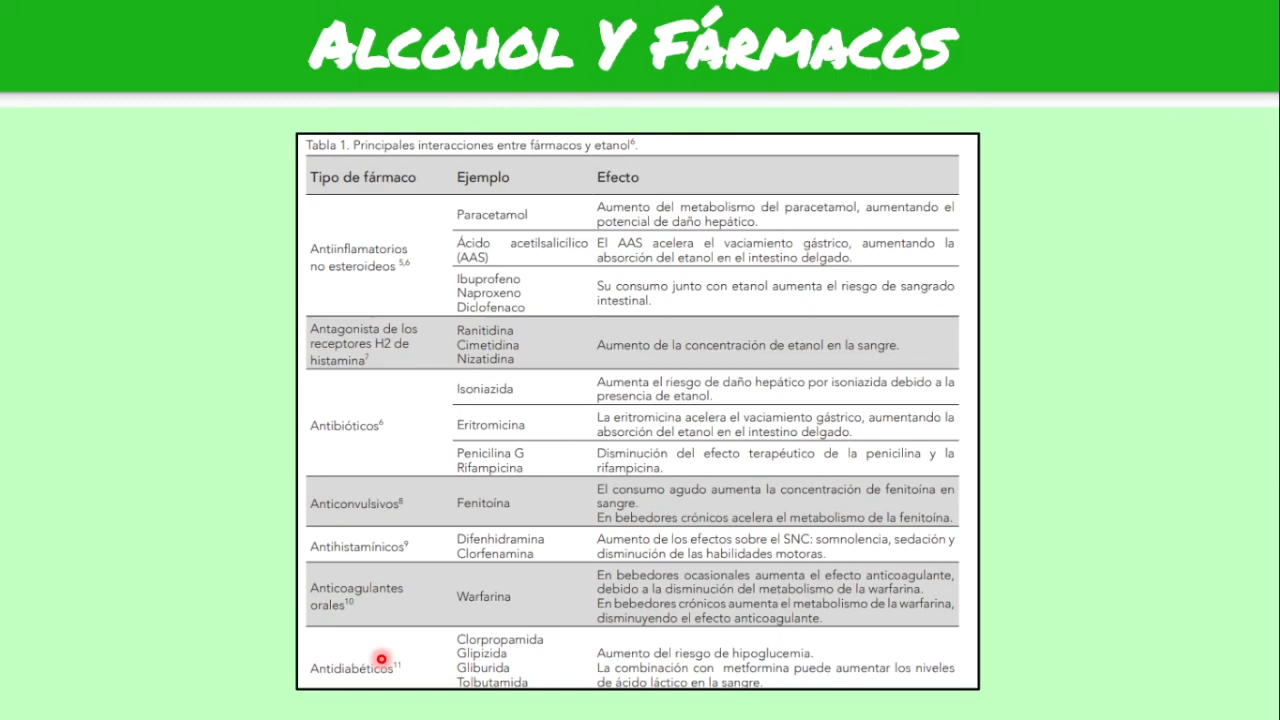 Alcohol Y Fármacos
Tabla 1. Principales interacciones entre fármacos y etanol6.
Tipo de fármaco Ejemplo Efecto
Antiinflamatorios
no esteroideos 5,6
Paracetamol
Aumento del metabolismo del paracetamol, aumentando el
potencial de daño hepático.
Ácido acetilsalicílico
(AAS)
El AAS acelera el vaciamiento gástrico, aumentando la
absorción del etanol en el intestino delgado.
Ibuprofeno
Naproxeno
Diclofenaco
Su consumo junto con etanol aumenta el riesgo de sangrado
intestinal.
Antagonista de los
receptores H2 de
histamina7
Ranitidina
Cimetidina
Nizatidina
Aumento de la concentración de etanol en la sangre.
Antibióticos6
Isoniazida
Aumenta el riesgo de daño hepático por isoniazida debido a la
presencia de etanol.
Eritromicina
La eritromicina acelera el vaciamiento gástrico, aumentando la
absorción del etanol en el intestino delgado.
Penicilina G
Rifampicina
Disminución del efecto terapéutico de la penicilina y la
rifampicina.
Anticonvulsivos8
Fenitoína
El consumo agudo aumenta la concentración de fenitoína en
sangre.
En bebedores crónicos acelera el metabolismo de la fenitoína.
Antihistamínicos9
Difenhidramina
Clorfenamina
Aumento de los efectos sobre el SNC: somnolencia, sedación y
disminución de las habilidades motoras.
Anticoagulantes
orales10
Warfarina
En bebedores ocasionales aumenta el efecto anticoagulante,
debido a la disminución del metabolismo de la warfarina.
En bebedores crónicos aumenta el metabolismo de la warfarina,
disminuyendo el efecto anticoagulante.
Antidiabéticos11
Clorpropamida
Glipizida
Gliburida
Tolbutamida
Aumento del riesgo de hipoglucemia.
La combinación con metformina puede aumentar los niveles
de ácido láctico en la sangre.